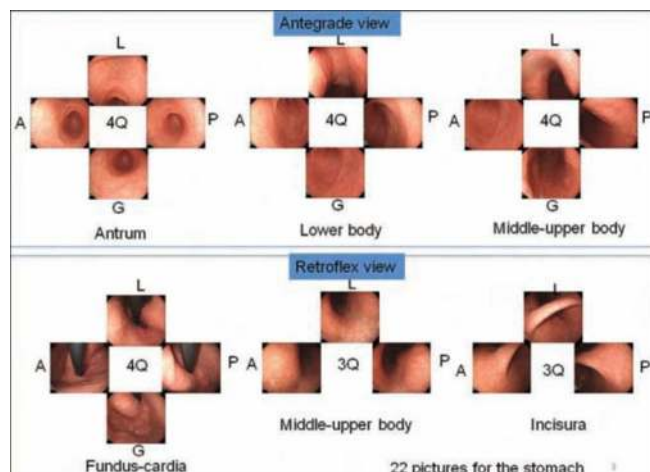 Antegrade view
L L L
A 4Q P A 4Q P A 4Q P
G G G
Antrum Lower body Middle-upper body
Retroflex view
L L L
A 4Q P A 3Q P A 3Q P
G Middle-upper body Incisura
Fundus-cardia 22 pictures for the stomach